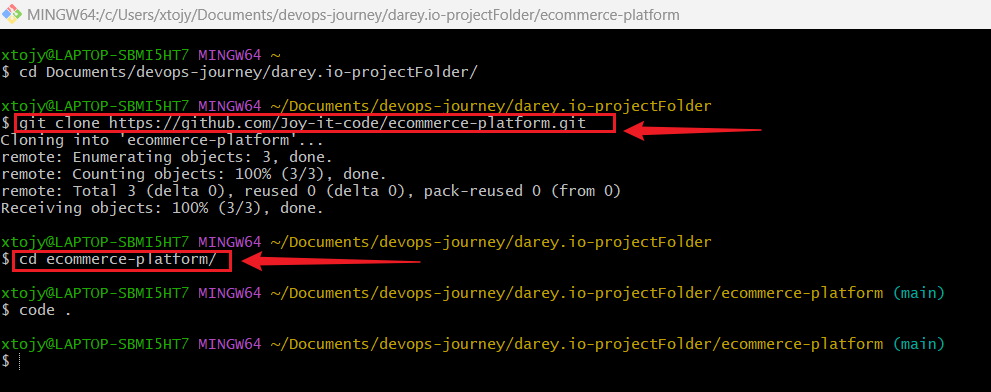 MINGW64:/c/Users/xtojy/Documents/devops-journey/darey.io-projectFolder/ecommerce-platform
xtojy@LAPTOP-SBMI5HT7 MINGW64 ~
$ cd Documents/devops-journey/darey.io-projectFolder/
xtojy@LAPTOP-SBMI5HT7 MINGW64 ~/Documents/devops-journey/darey.io-projectFolder
$ git clone https://github.com/Joy-it-code/ecommerce-platform.git
Cloning into 'ecommerce-platform'...
remote: Enumerating objects: 3, done.
remote: Counting objects: 100% (3/3), done.
remote: Total 3 (delta 0), reused 0 (delta 0), pack-reused 0 (from 0)
Receiving objects: 100% (3/3), done.
xtojy@LAPTOP-SBMI5HT7 MINGW64 ~/Documents/devops-journey/darey.io-projectFolder
$ cd ecommerce-platform/
xtojy@LAPTOP-SBMI5HT7 MINGW64 ~/Documents/devops-journey/darey.io-projectFolder/ecommerce-platform (main)
$ code .
xtojy@LAPTOP-SBMI5HT7 MINGW64 ~/Documents/devops-journey/darey.io-projectFolder/ecommerce-platform (main)
$